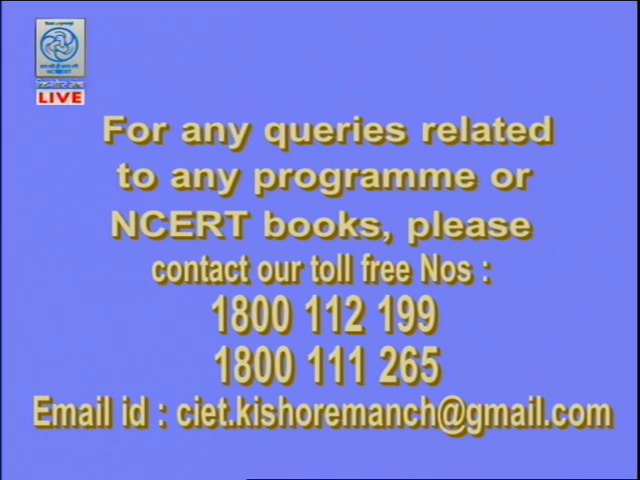 NCERT
किशोर मंच
LIVE
For any queries related
to any programme or
NCERT books, please
contact our toll free Nos :
1800 112 199
1800 111 265
Email id : ciet.kishoremanch@gmail.com